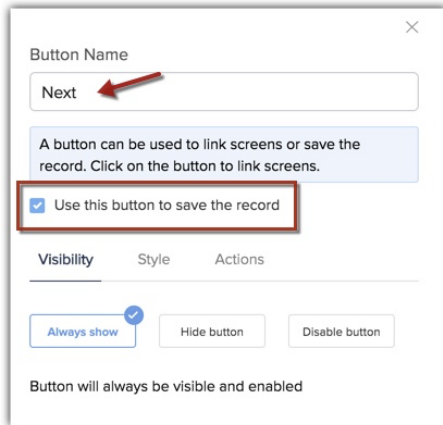 Button Name
Next
A button can be used to link screens or save the
record. Click on the button to link screens.
Use this button to save the record
Visibility Style Actions
Always show Hide button Disable button
Button will always be visible and enabled